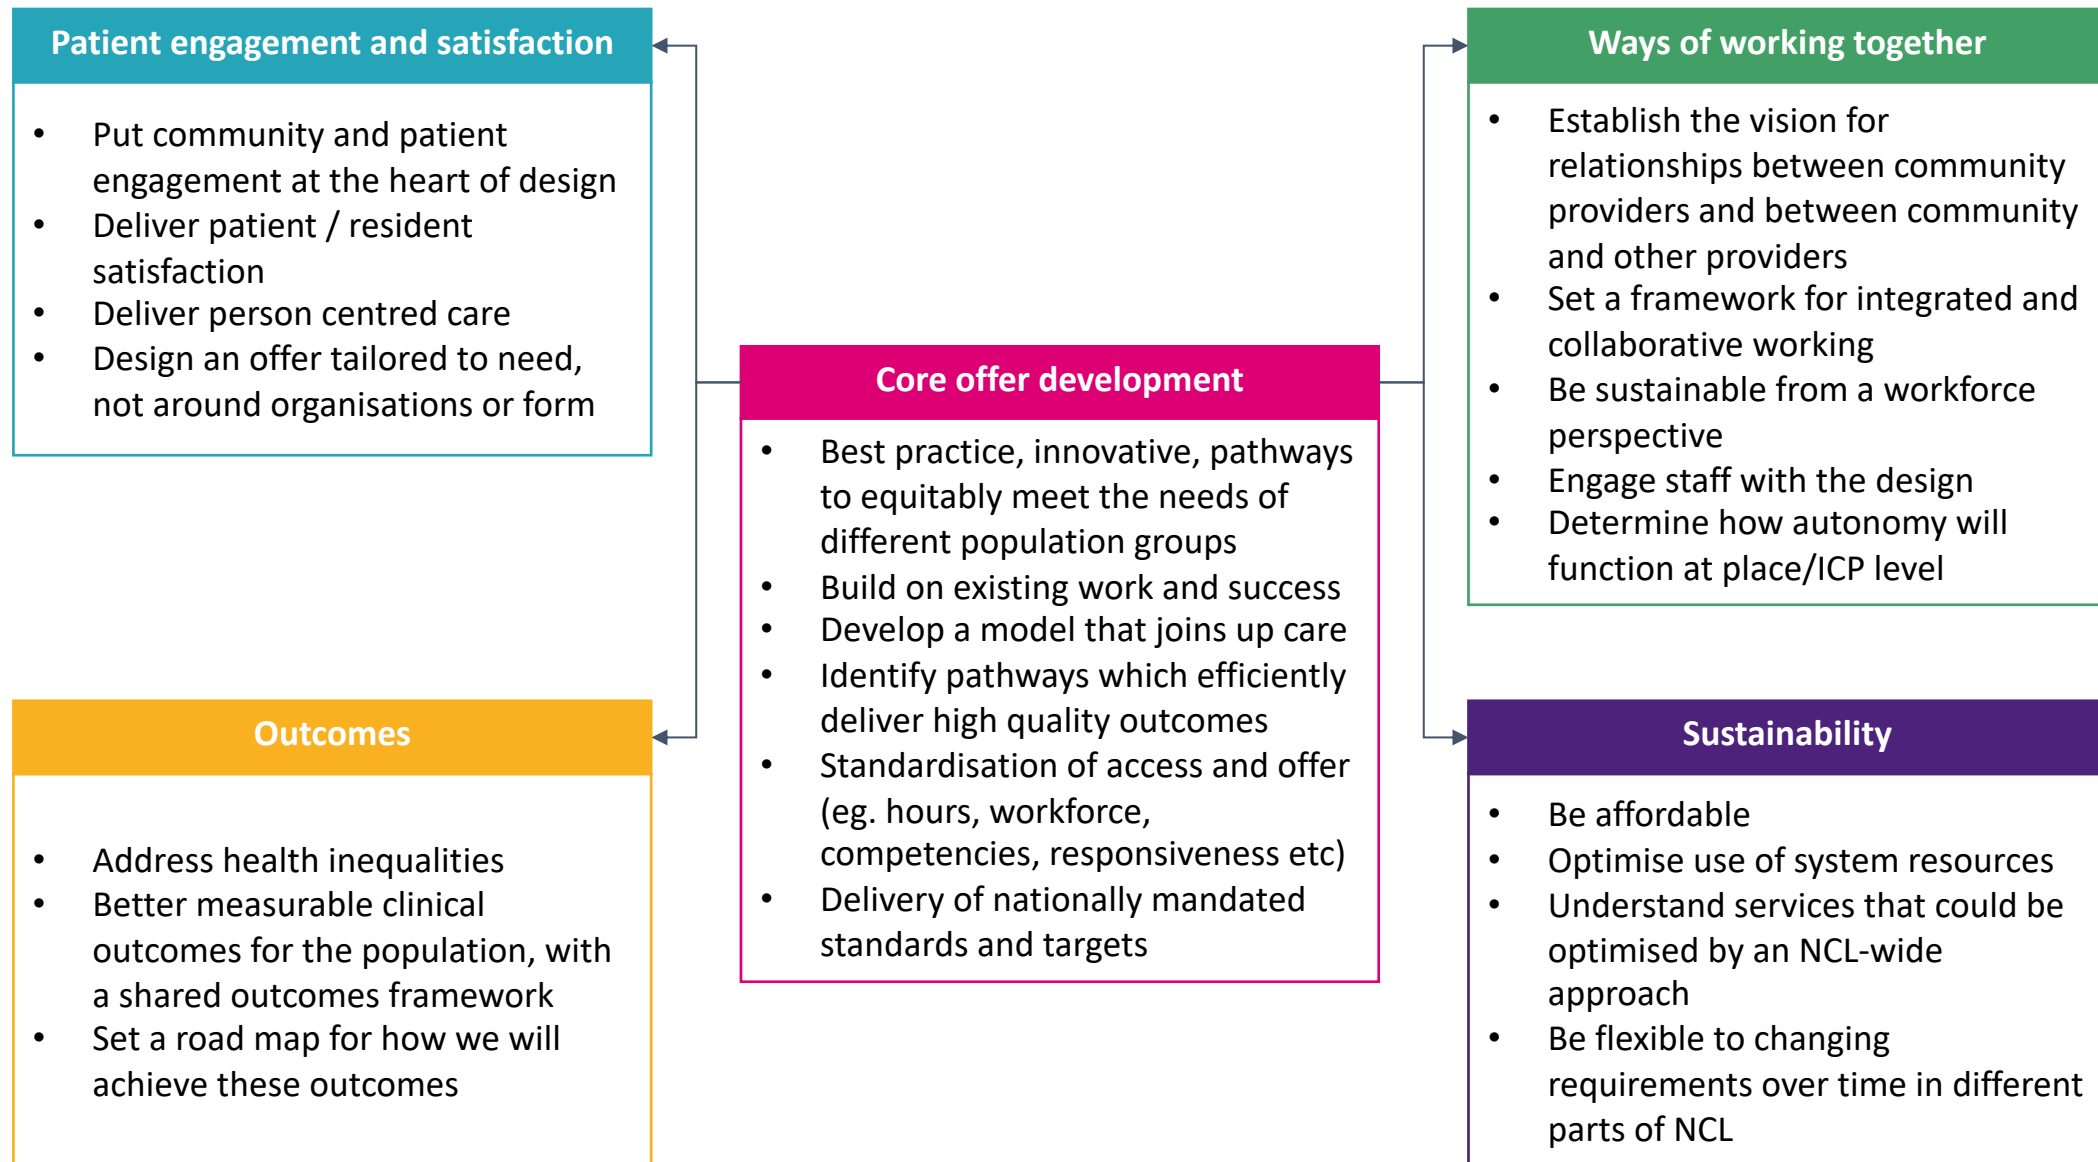 Patient engagement and satisfaction
• Put community and patient
engagement at the heart of design
• Deliver patient / resident
satisfaction
• Deliver person centred care
• Design an offer tailored to need,
not around organisations or form
Ways of working together
• Establish the vision for
relationships between community
providers and between community
and other providers
• Set a framework for integrated and
collaborative working
• Be sustainable from a workforce
perspective
• Engage staff with the design
• Determine how autonomy will
function at place/ICP level
Core offer development
• Best practice, innovative, pathways
to equitably meet the needs of
different population groups
• Build on existing work and success
• Develop a model that joins up care
• Identify pathways which efficiently
deliver high quality outcomes
• Standardisation of access and offer
(eg. hours, workforce,
competencies, responsiveness etc)
• Delivery of nationally mandated
standards and targets
Outcomes
• Address health inequalities
• Better measurable clinical
outcomes for the population, with
a shared outcomes framework
• Set a road map for how we will
achieve these outcomes
Sustainability
• Be affordable
• Optimise use of system resources
• Understand services that could be
optimised by an NCL-wide
approach
• Be flexible to changing
requirements over time in different
parts of NCL